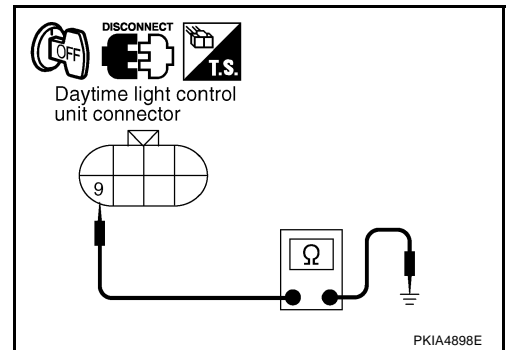 DISCONNECT
OFF
T.S.
Daytime light control
unit connector
9
Ω
PKIA4898E